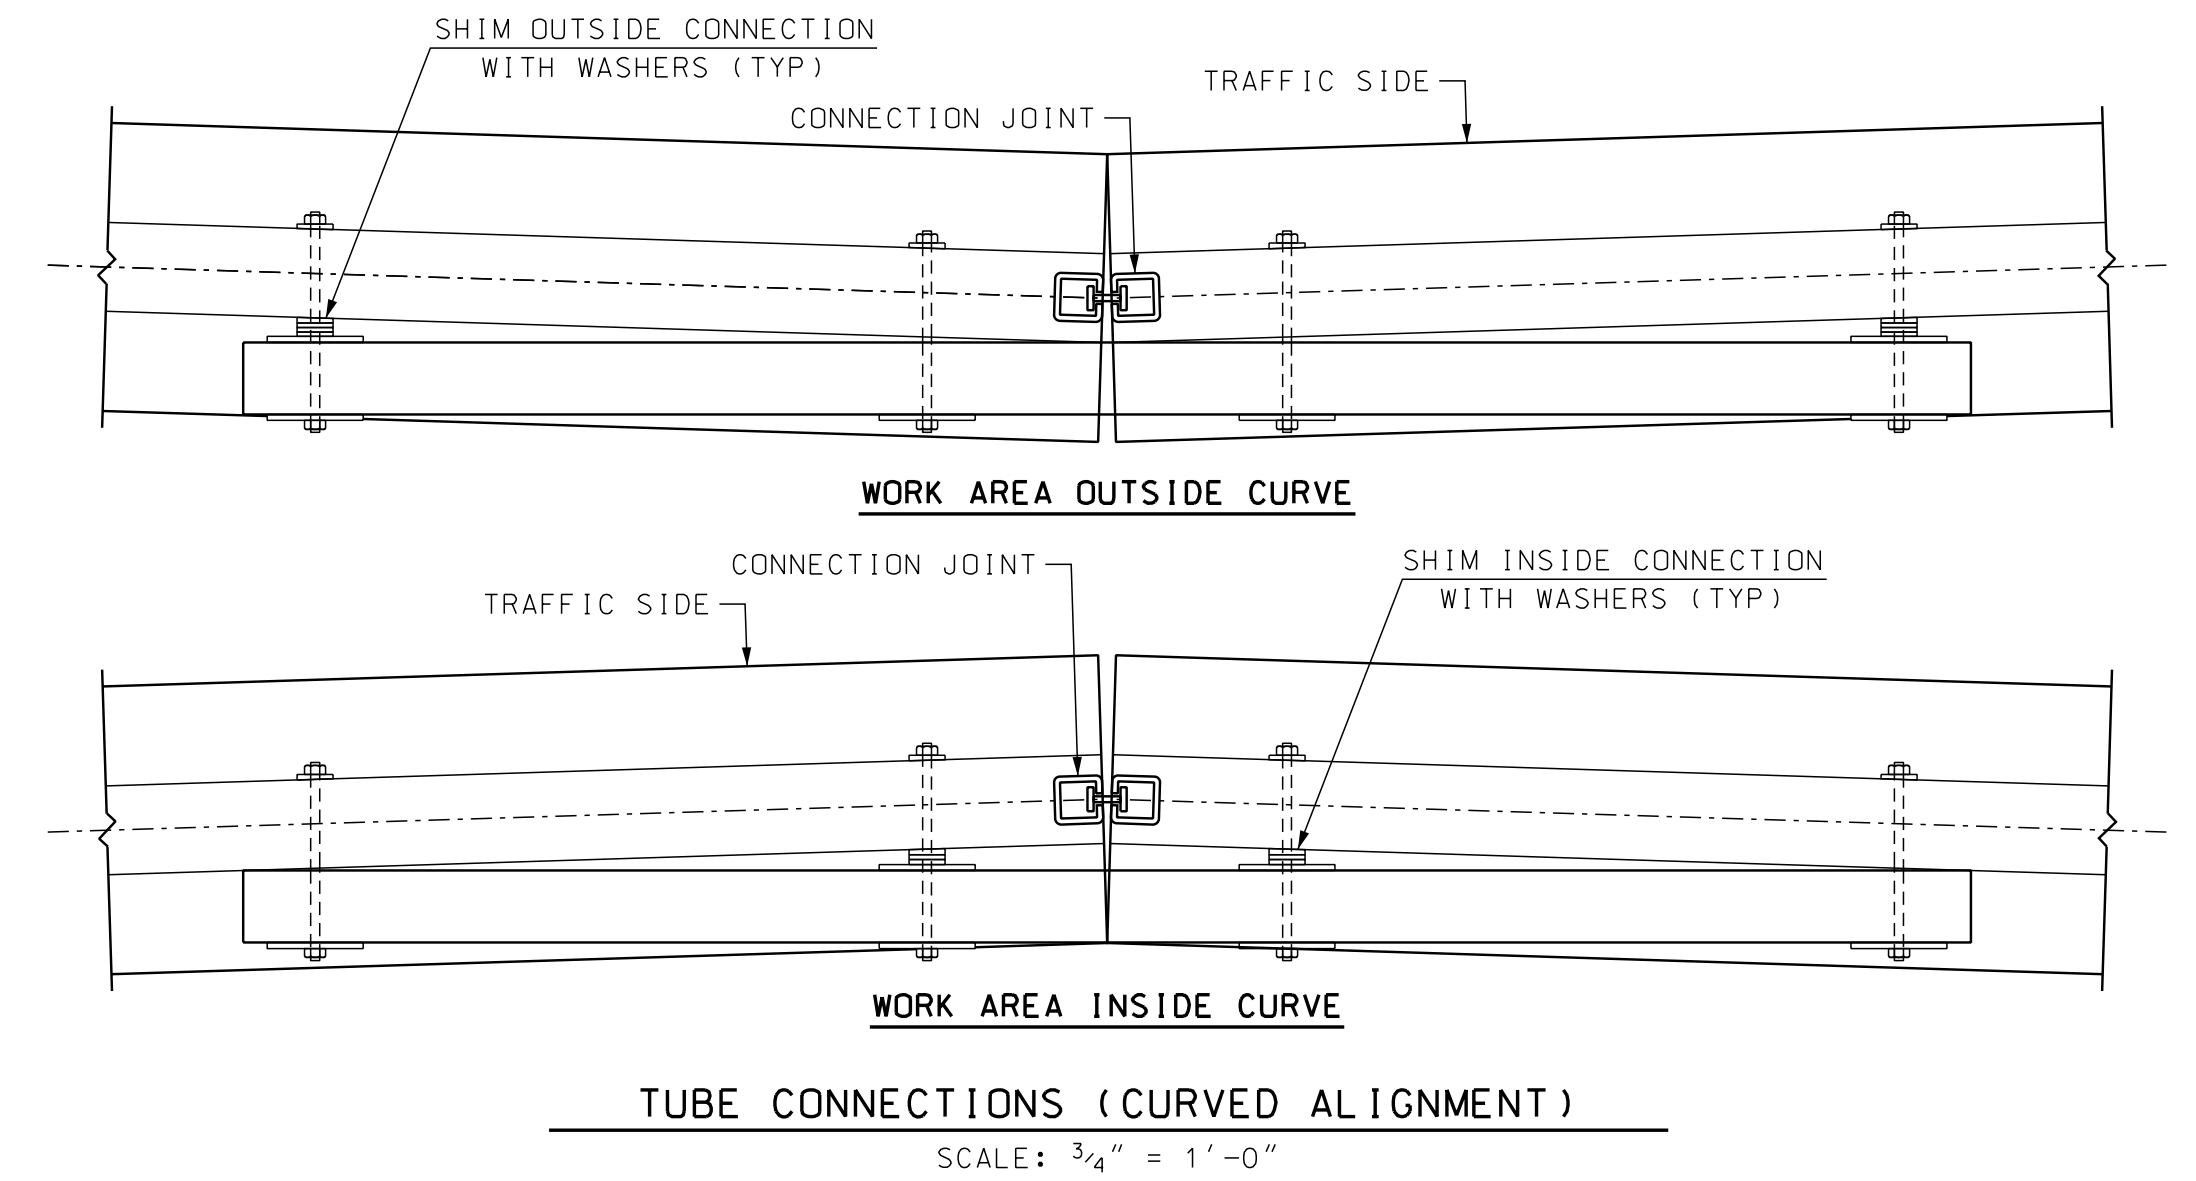 SHIM OUTSIDE CONNECTION
WITH WASHERS (TYP)
TRAFFIC SIDE
CONNECTION JOINT
WORK AREA OUTSIDE CURVE
CONNECTION JOINT
SHIM INSIDE CONNECTION
WITH WASHERS (TYP)
TRAFFIC SIDE
WORK AREA INSIDE CURVE
TUBE CONNECTIONS (CURVED ALIGNMENT)
SCALE: 3/4" = 1'-0"